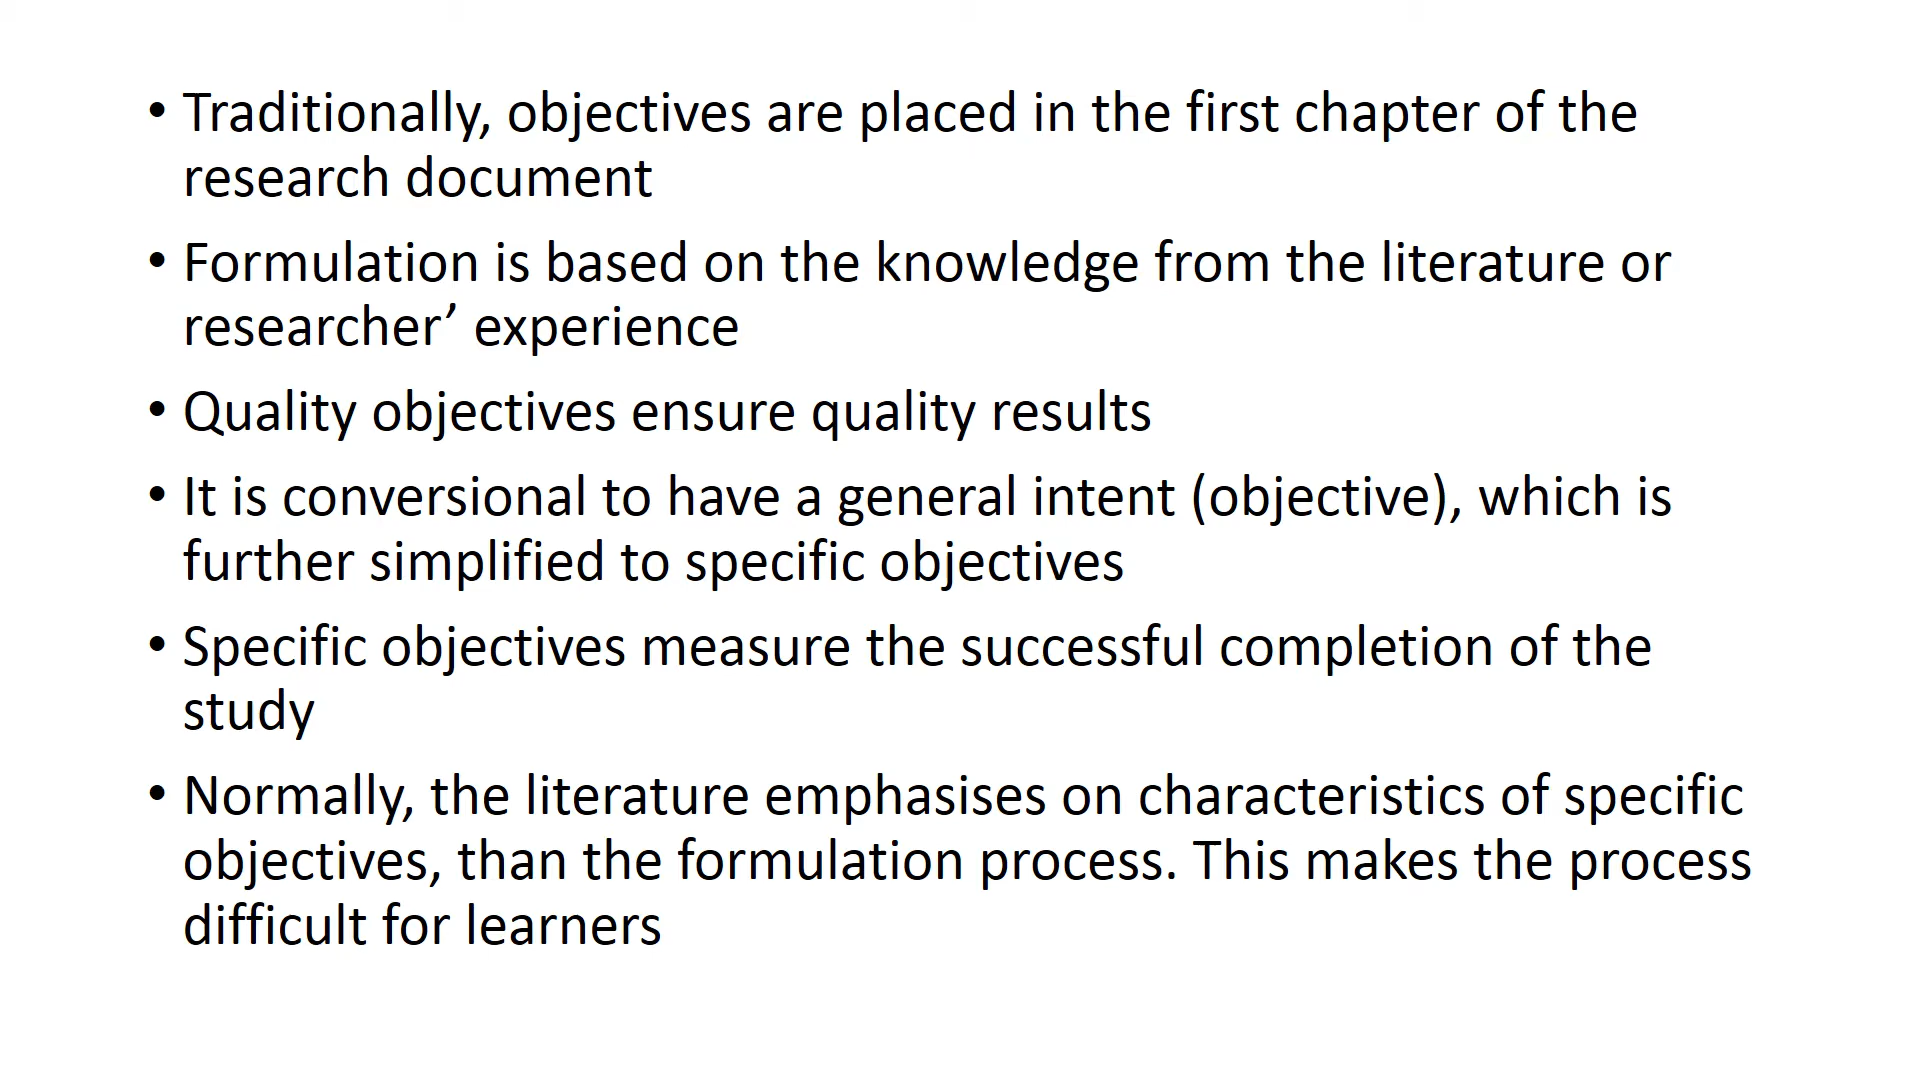 • Traditionally, objectives are placed in the first chapter of the
research document
• Formulation is based on the knowledge from the literature or
researcher’ experience
• Quality objectives ensure quality results
• It is conversional to have a general intent (objective), which is
further simplified to specific objectives
• Specific objectives measure the successful completion of the
study
• Normally, the literature emphasises on characteristics of specific
objectives, than the formulation process. This makes the process
difficult for learners